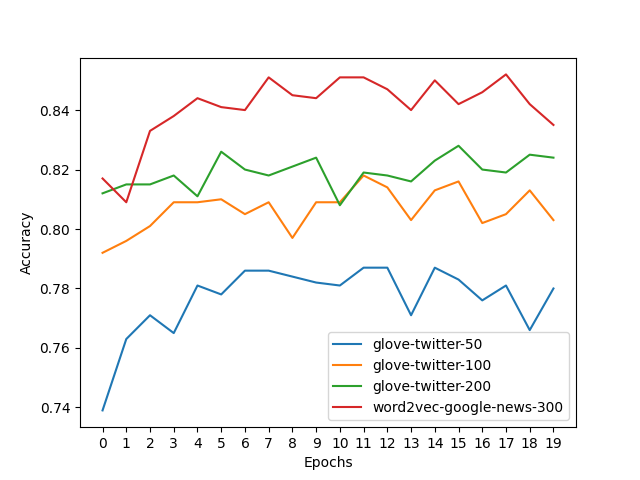 0.84
0.82
0.80
0.78
0.76
0.74
Accuracy
glove-twitter-50
glove-twitter-100
glove-twitter-200
word2vec-google-news-300
0 1 2 3 4 5 6 7 8 9 10 11 12 13 14 15 16 17 18 19
Epochs